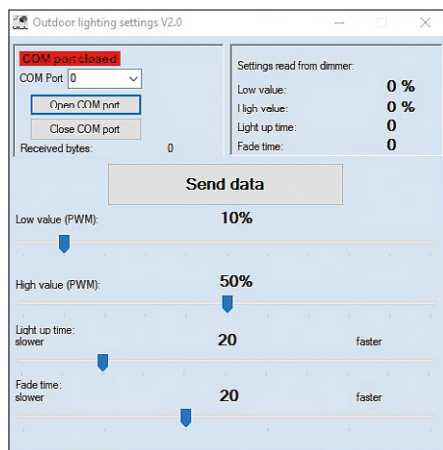 Outdoor lighting settings V2.0
COM port closed
COM Port 0
Open COM port
Close COM port
Received bytes: 0
Settings read from dimmer:
Low value: 0 %
High value: 0 %
Light up time: 0
Fade time: 0
Send data
Low value (PWM): 10%
High value (PWM): 50%
Light up time:
slower 20 faster
Fade time:
slower 20 faster